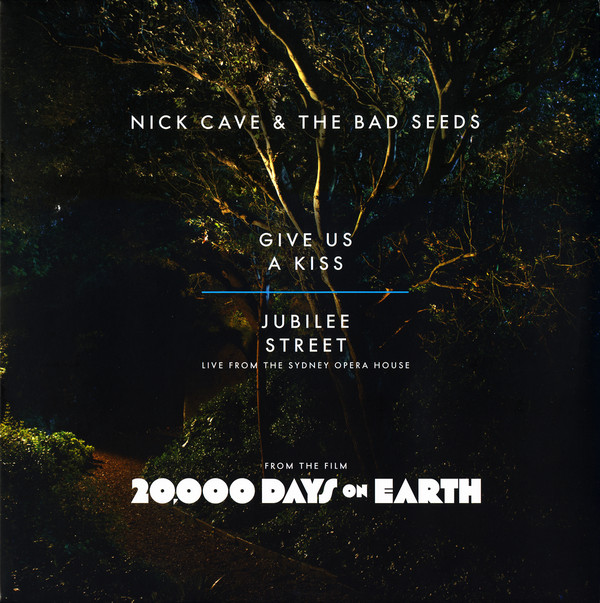 NICK CAVE & THE BAD SEEDS
GIVE US
A KISS
JUBILEE
STREET
LIVE FROM THE SYDNEY OPERA HOUSE
FROM THE FILM
20,000 DAYS ON EARTH